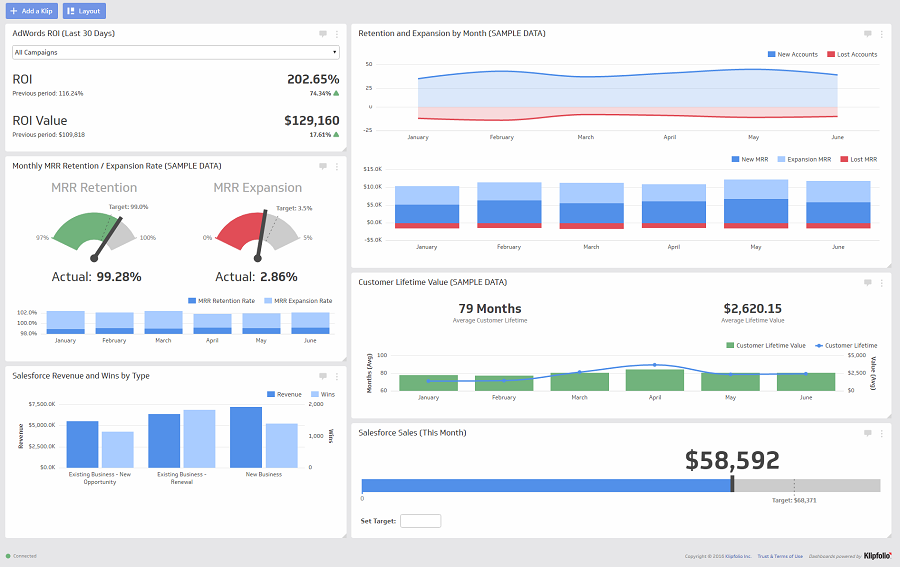 + Add a Klip
Layout
AdWords ROI (Last 30 Days)
All Campaigns
ROI 202.65%
Previous period: 116.24% 74.34%
ROI Value $129,160
Previous period: $109,818 17.61%
Monthly MRR Retention / Expansion Rate (SAMPLE DATA)
MRR Retention MRR Expansion
Target: 99.0% Target: 3.5%
97% 100% 0% 5%
Actual: 99.28% Actual: 2.86%
MRR Retention Rate MRR Expansion Rate
102.0%
100.0%
98.0%
January February March April May June
Salesforce Revenue and Wins by Type
Revenue Wins
$7,500.0K 2,000
$5,000.0K
1,000
$2,500.0K
$0.0K 0
Revenue
Wins
Existing Business - New Opportunity
Existing Business - Renewal
New Business
Retention and Expansion by Month (SAMPLE DATA)
New Accounts Lost Accounts
50
25
0
-25
January February March April May June
New MRR Expansion MRR Lost MRR
$15.0K
$10.0K
$5.0K
$0.0K
-$5.0K
January February March April May June
Customer Lifetime Value (SAMPLE DATA)
79 Months $2,620.15
Average Customer Lifetime Average Lifetime Value
Customer Lifetime Value Customer Lifetime
100 $5,000
80 $2,500
60 $0
Months (Avg)
Value (Avg)
January February March April May June
Salesforce Sales (This Month)
$58,592
0
Target: $68,371
Set Target:
Connected
Copyright © 2016 Klipfolio Inc. Trust & Terms of Use Dashboards powered by Klipfolio